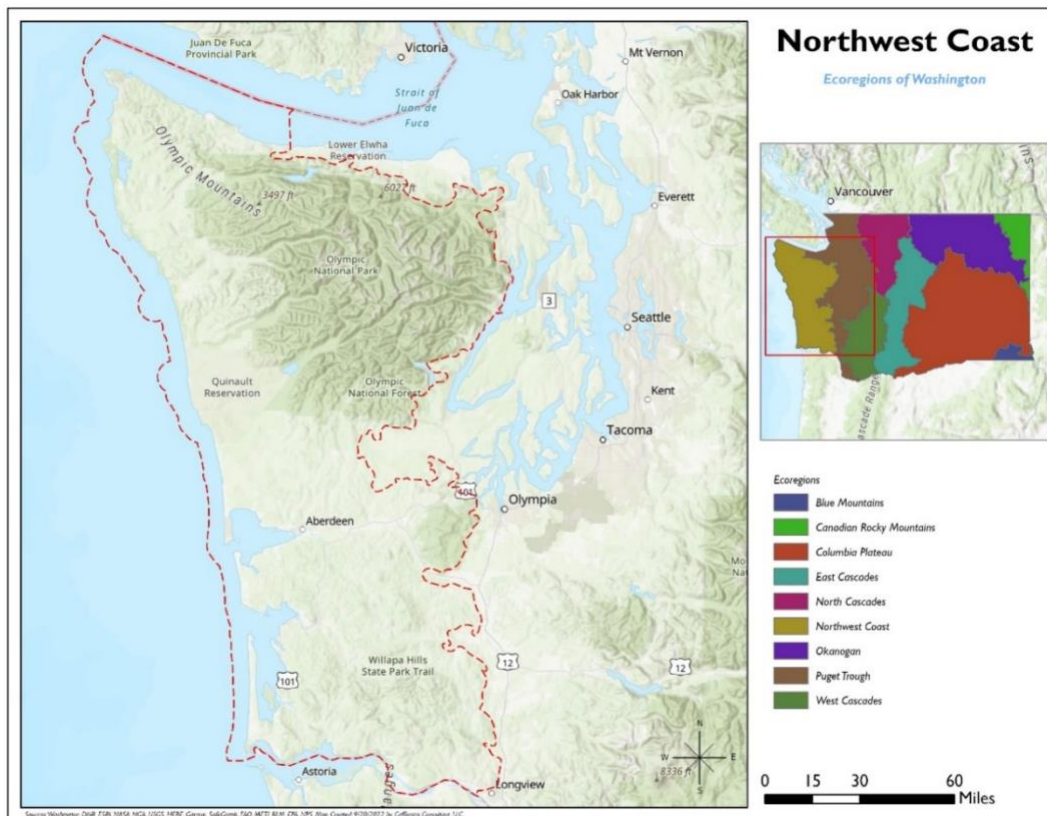 Northwest Coast
Ecoregions of Washington
Juan De Fuca
Provincial Park
Victoria
Mt Vernon
Strait of
Juan de
Fuca
Oak Harbor
Lower Elwha
Reservation
Olympic Mountains
3497 ft
6027 ft
Everett
Olympic
National Park
3
Seattle
Quinault
Reservation
Olympic
National Forest
Kent
Tacoma
101
Olympia
Aberdeen
Willapa Hills
State Park Trail
12
12
101
N
W
E
S
8336 ft
Astoria
Longview
anges
Vancouver
ascade Range
Ecoregions
Blue Mountains
Canadian Rocky Mountains
Columbia Plateau
East Cascades
North Cascades
Northwest Coast
Okanogan
Puget Trough
West Cascades
0 15 30 60
Miles